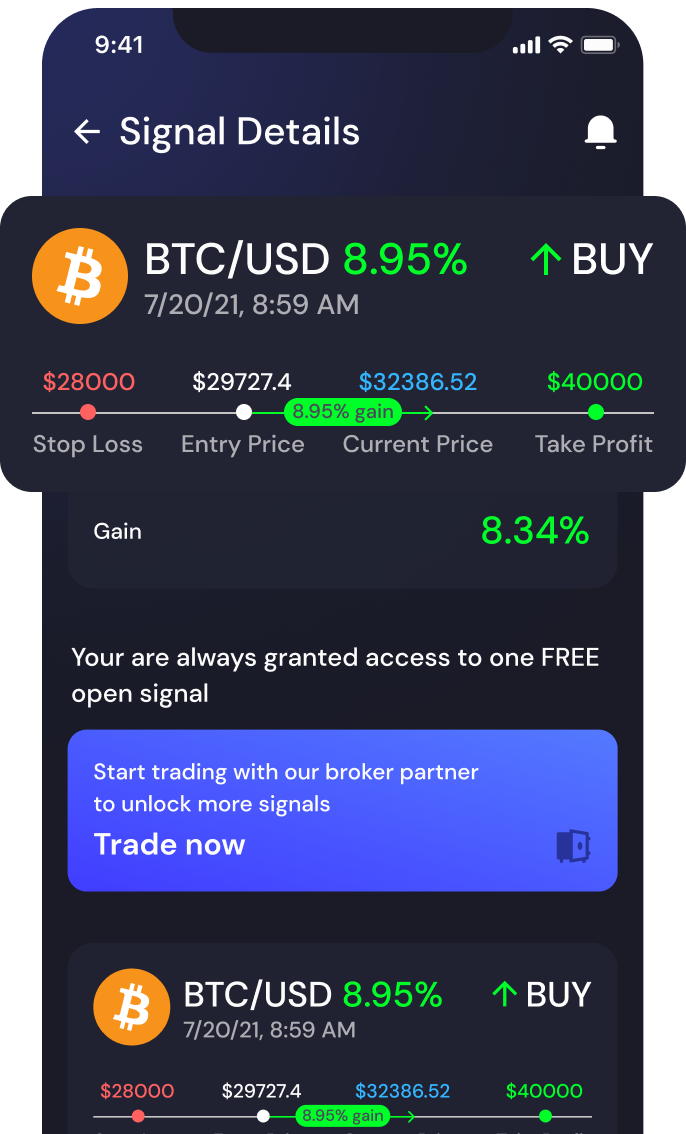 9:41
Signal Details
BTC/USD 8.95% BUY
7/20/21, 8:59 AM
$28000 $29727.4 $32386.52 $40000
8.95% gain
Stop Loss Entry Price Current Price Take Profit
Gain 8.34%
Your are always granted access to one FREE
open signal
Start trading with our broker partner
to unlock more signals
Trade now
BTC/USD 8.95% BUY
7/20/21, 8:59 AM
$28000 $29727.4 $32386.52 $40000
8.95% gain